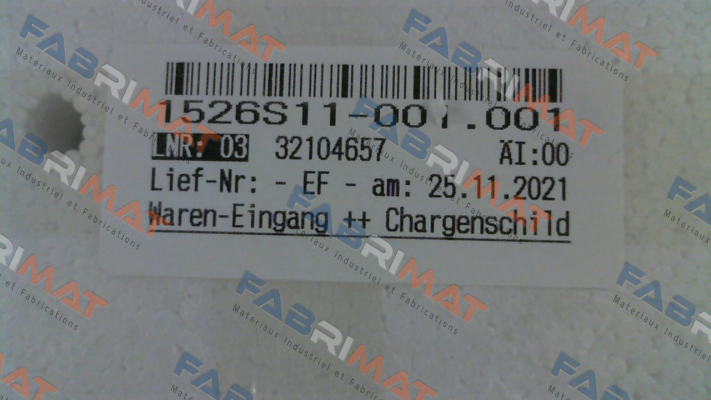 1526S11-001.001
LNR: 03 32104657 ÄI:00
Lief-Nr: - EF - am: 25.11.2021
Waren-Eingang ++ Chargenschild
FABRIMAT
Materiaux Industriel et Fabrications